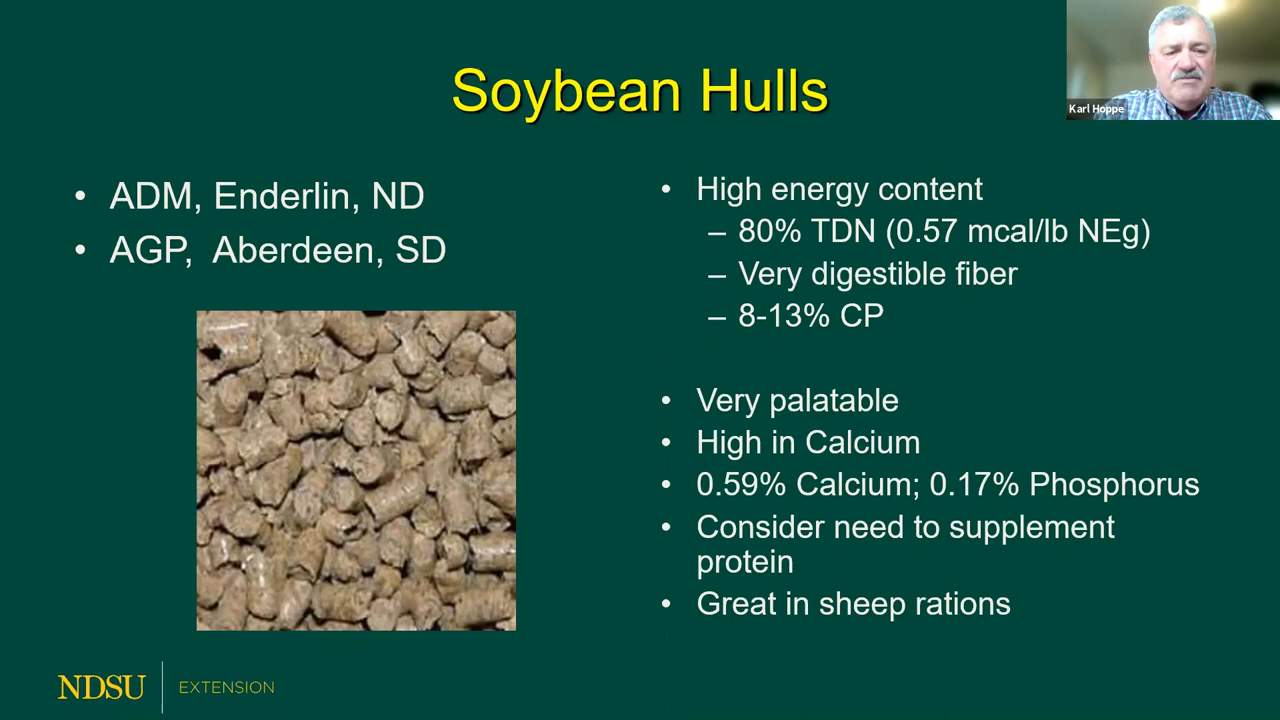 Soybean Hulls
Karl Hoppe
• ADM, Enderlin, ND
• AGP, Aberdeen, SD
• High energy content
– 80% TDN (0.57 mcal/lb NEg)
– Very digestible fiber
– 8-13% CP
• Very palatable
• High in Calcium
• 0.59% Calcium; 0.17% Phosphorus
• Consider need to supplement
protein
• Great in sheep rations
NDSU EXTENSION